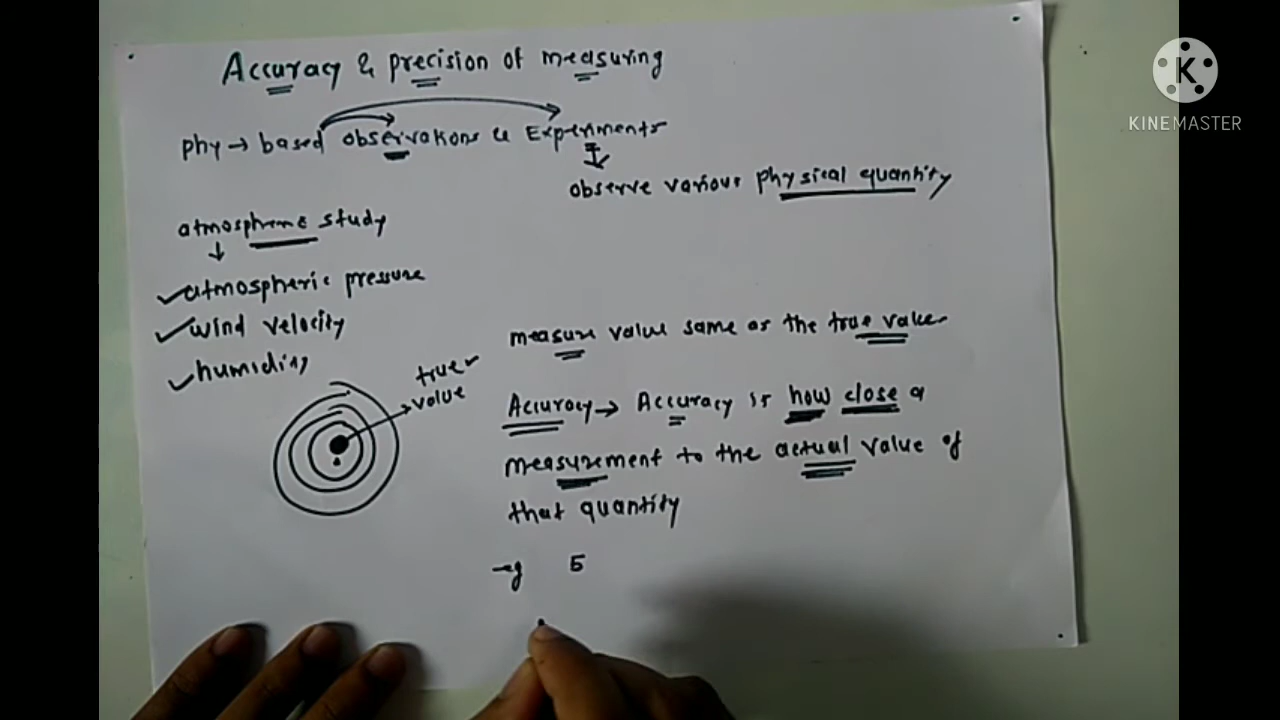 Accuracy & precision of measuring
phy → based observations & Experiments
observe various physical quantity
atmospheric study
atmospheric pressure
wind velocity
humidity
true value
measure value same as the true value
Accuracy → Accuracy is how close a
measurement to the actual value of
that quantity
eg 5
K
KINEMASTER